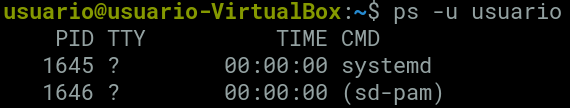 usuario@usuario-VirtualBox:~$ ps -u usuario
PID TTY TIME CMD
1645 ? 00:00:00 systemd
1646 ? 00:00:00 (sd-pam)